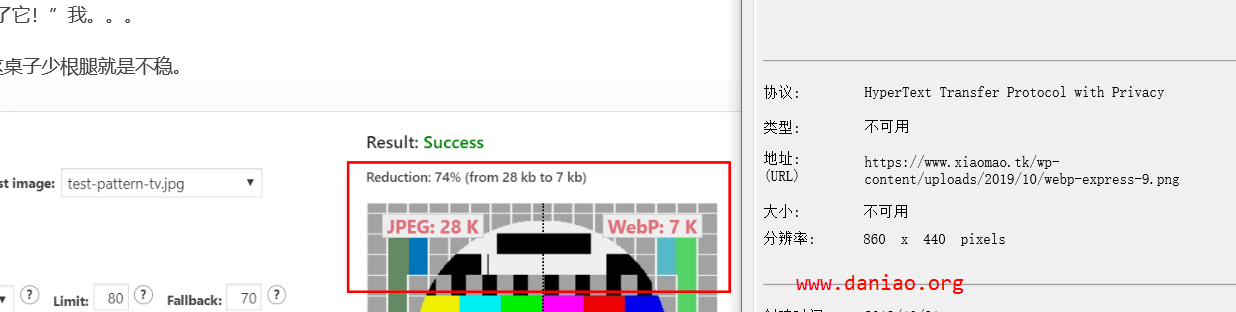 了它！”我。。。
这桌子少根腿就是不稳。
Result: Success
Reduction: 74% (from 28 kb to 7 kb)
st image: test-pattern-tv.jpg
JPEG: 28 K
WebP: 7 K
Limit: 80
Fallback: 70
协议: HyperText Transfer Protocol with Privacy
类型: 不可用
地址: https://www.xiaomao.tk/wp-
(URL) content/uploads/2019/10/webp-express-9.png
大小: 不可用
分辨率: 860 x 440 pixels
www.daniao.org